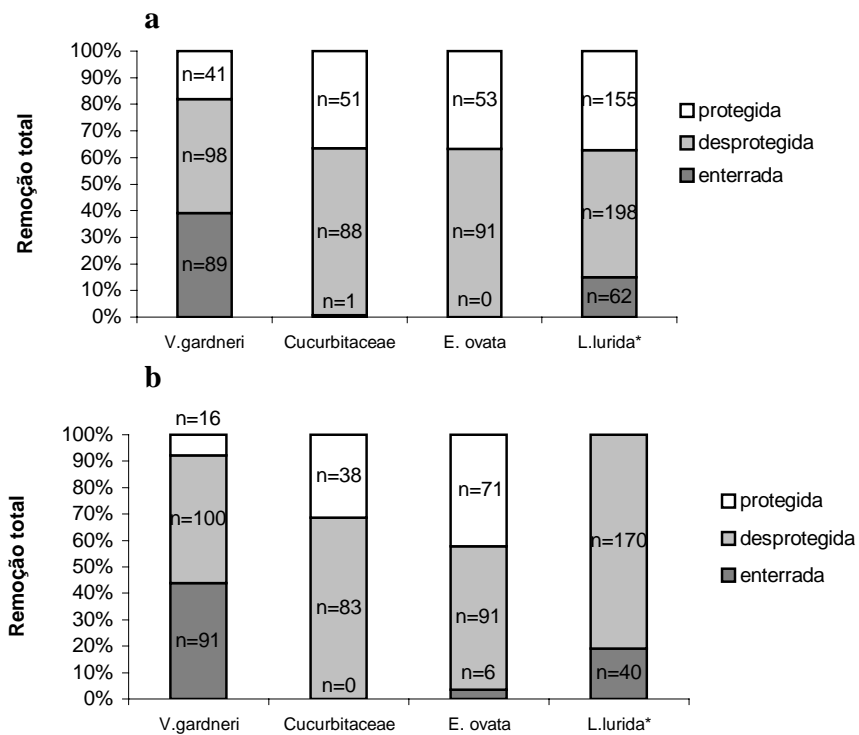 a
Remoção total
100%
90%
80%
70%
60%
50%
40%
30%
20%
10%
0%
n=41
n=98
n=89
n=51
n=88
n=1
n=53
n=91
n=0
n=155
n=198
n=62
V.gardneri
Cucurbitaceae
E. ovata
L.lurida*
protegida
desprotegida
enterrada
b
Remoção total
100%
90%
80%
70%
60%
50%
40%
30%
20%
10%
0%
n=16
n=100
n=91
n=38
n=83
n=0
n=71
n=91
n=6
n=170
n=40
V.gardneri
Cucurbitaceae
E. ovata
L.lurida*
protegida
desprotegida
enterrada